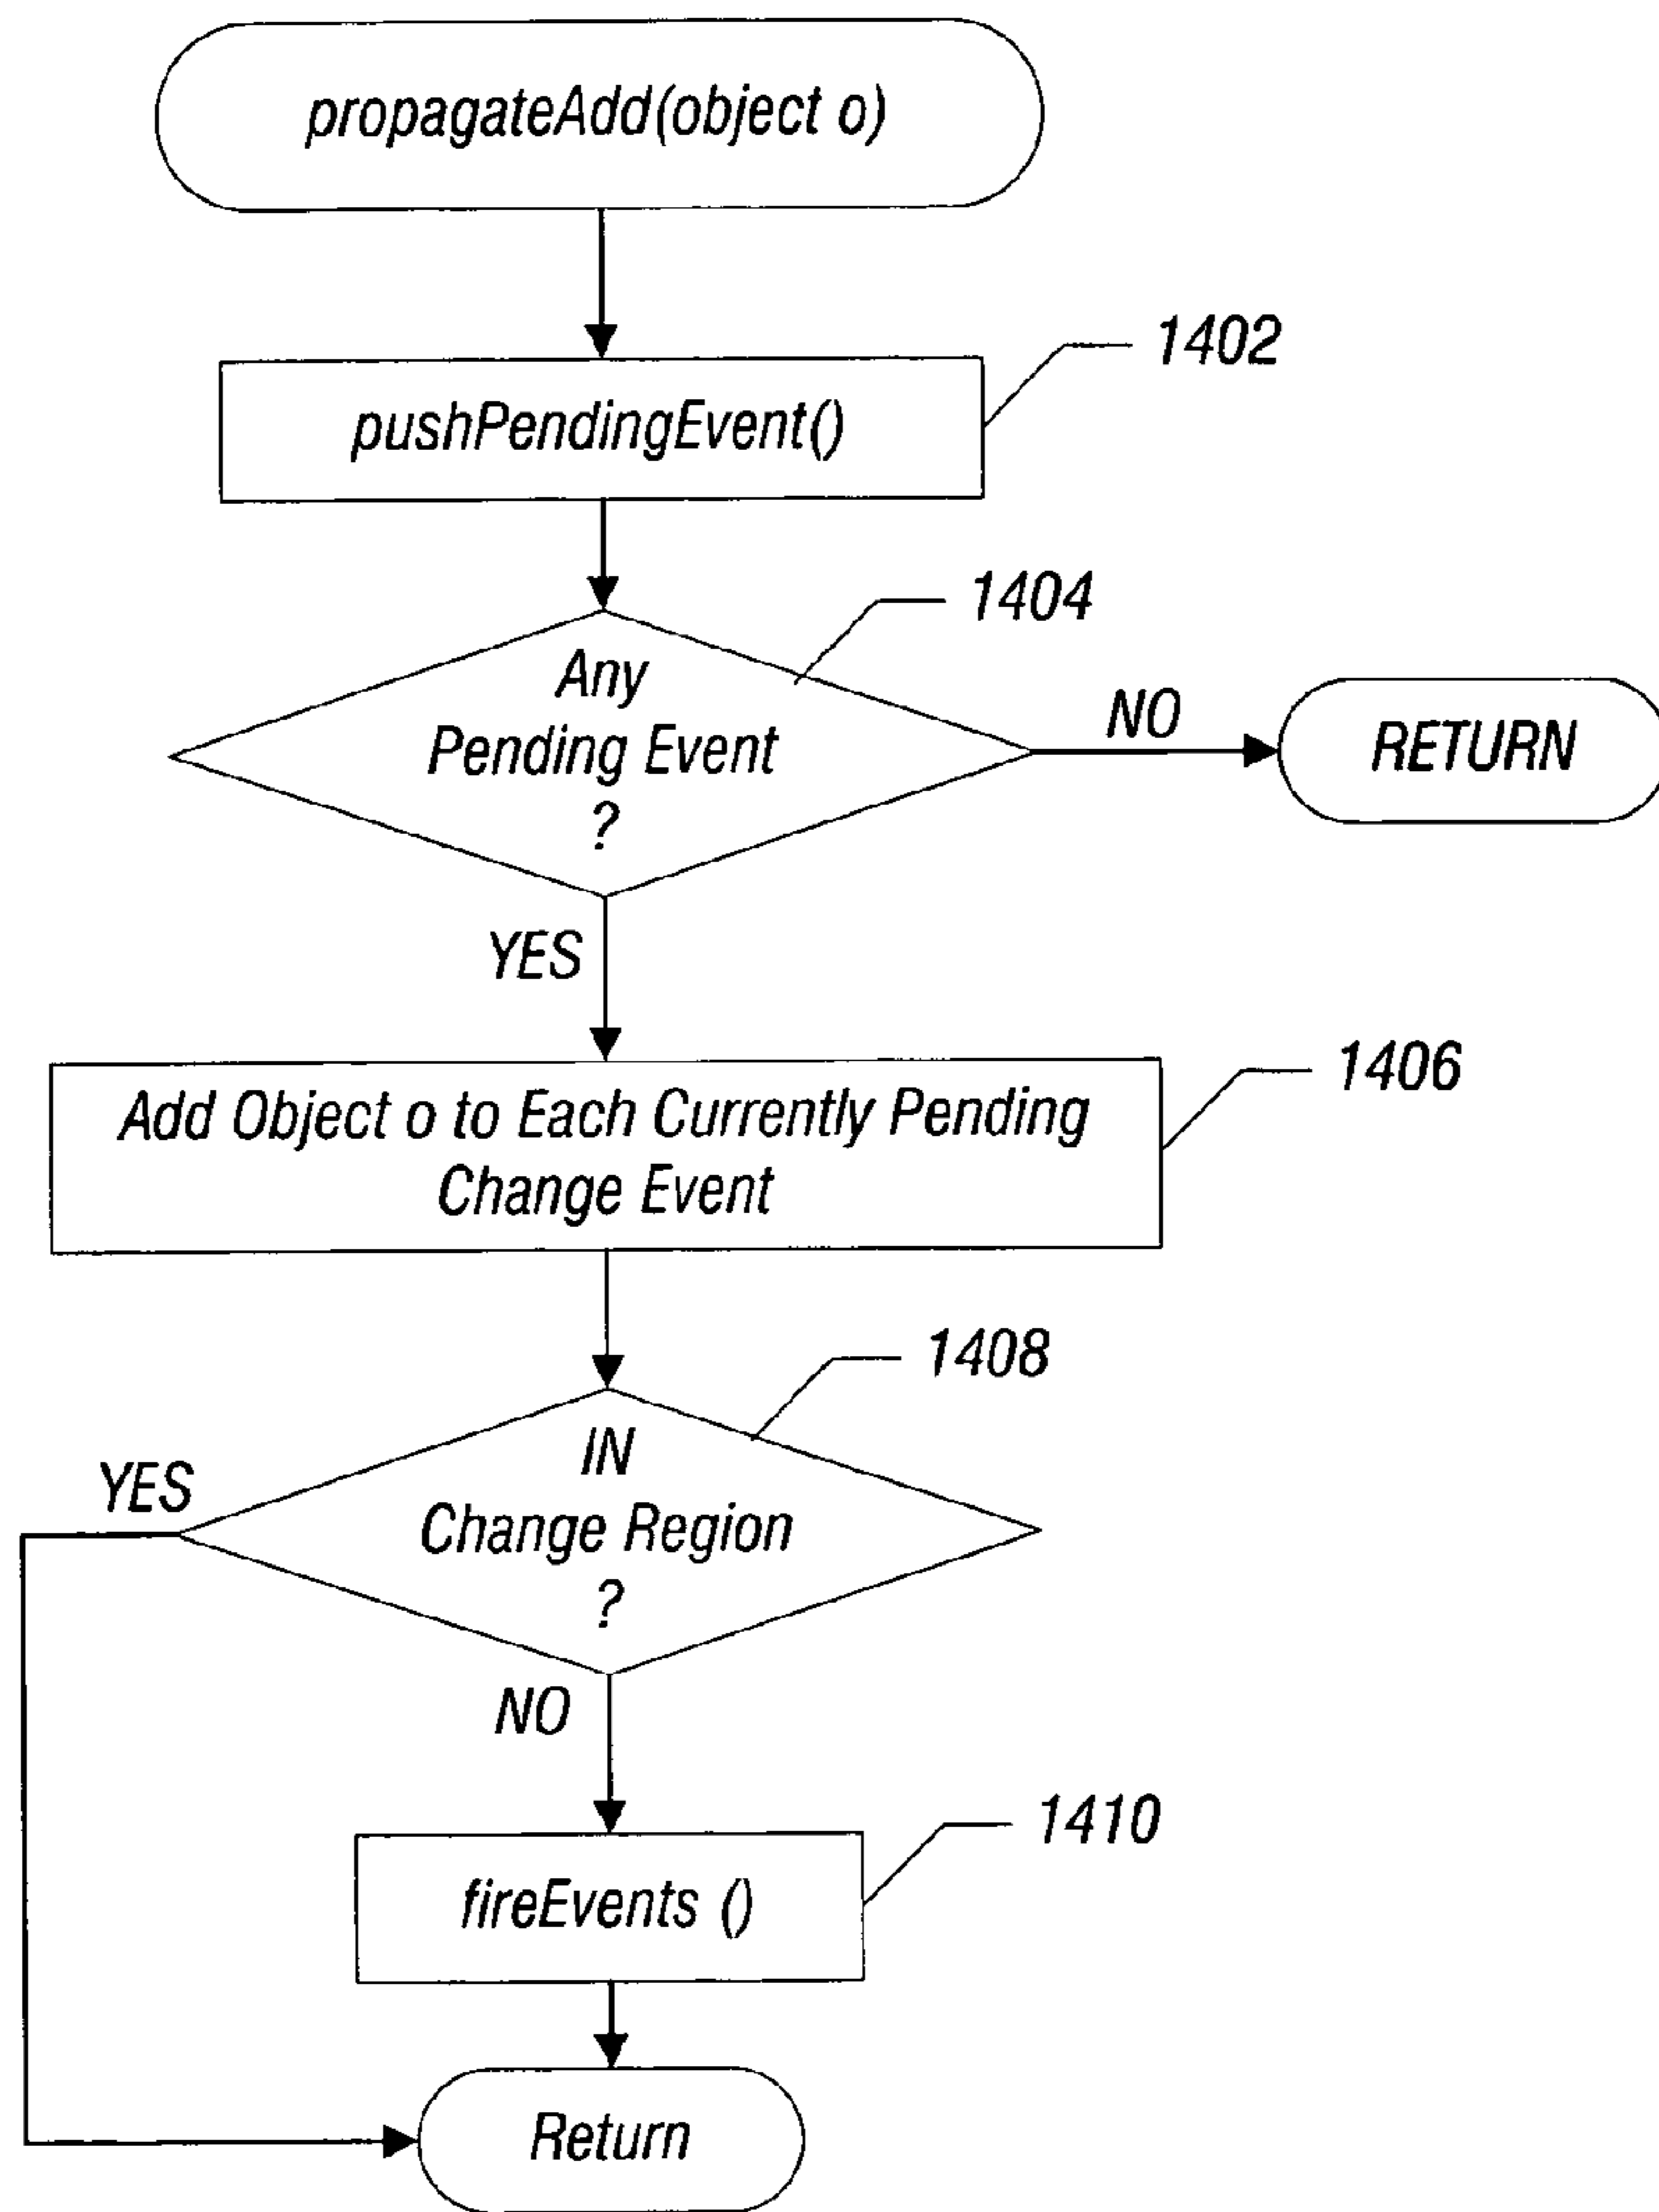 propagateAdd(object o)
1402
pushPendingEvent()
1404
Any
Pending Event
?
NO
RETURN
YES
1406
Add Object o to Each Currently Pending
Change Event
1408
IN
Change Region
?
YES
NO
1410
fireEvents ()
Return